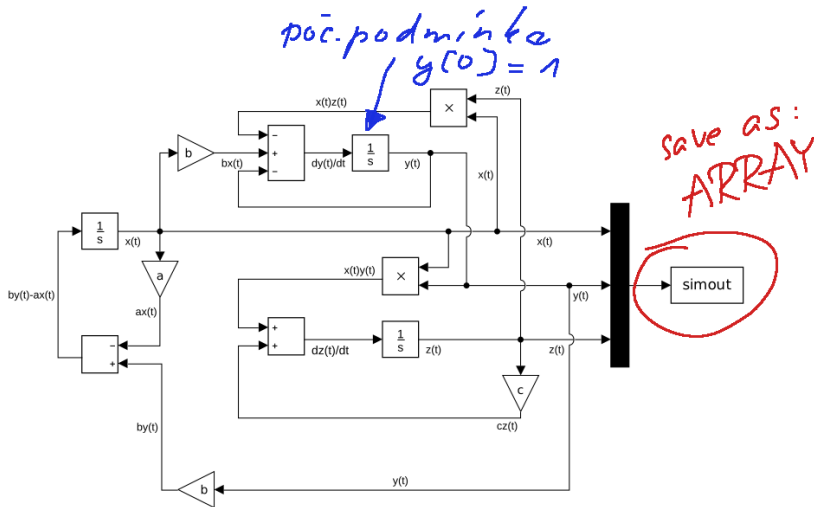 poč. podmínka
y(0) = 1
save as:
ARRAY
z(t)
x(t)z(t)
×
−
+
−
b
bx(t)
dy(t)/dt
1
s
y(t)
x(t)
1
s
x(t)
x(t)
a
ax(t)
by(t)-ax(t)
x(t)y(t)
×
y(t)
simout
−
+
+
+
dz(t)/dt
1
s
z(t)
z(t)
c
cz(t)
by(t)
b
y(t)